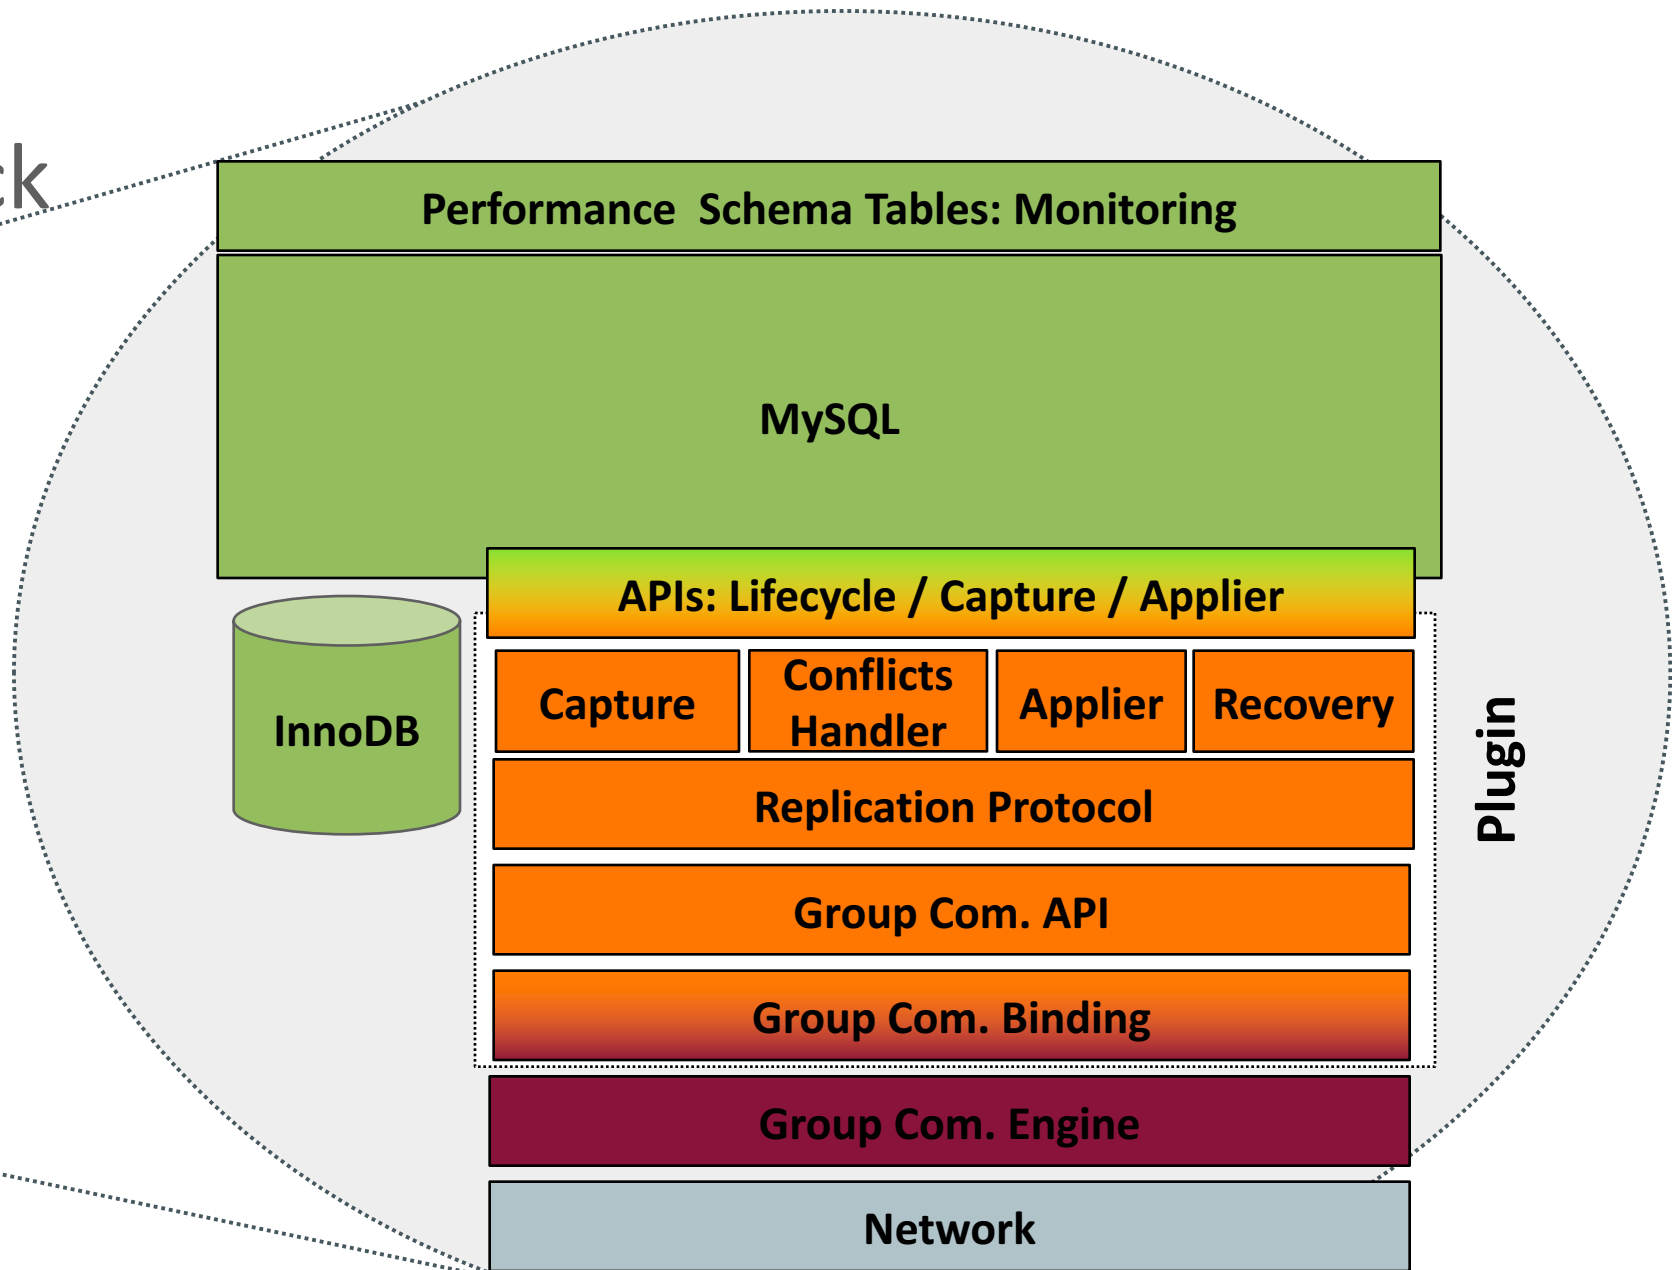 ck
Performance  Schema Tables: Monitoring
MySQL
APIs: Lifecycle / Capture / Applier
InnoDB
Capture
Conflicts
Handler
Applier
Recovery
Plugin
Replication Protocol
Group Com. API
Group Com. Binding
Group Com. Engine
Network